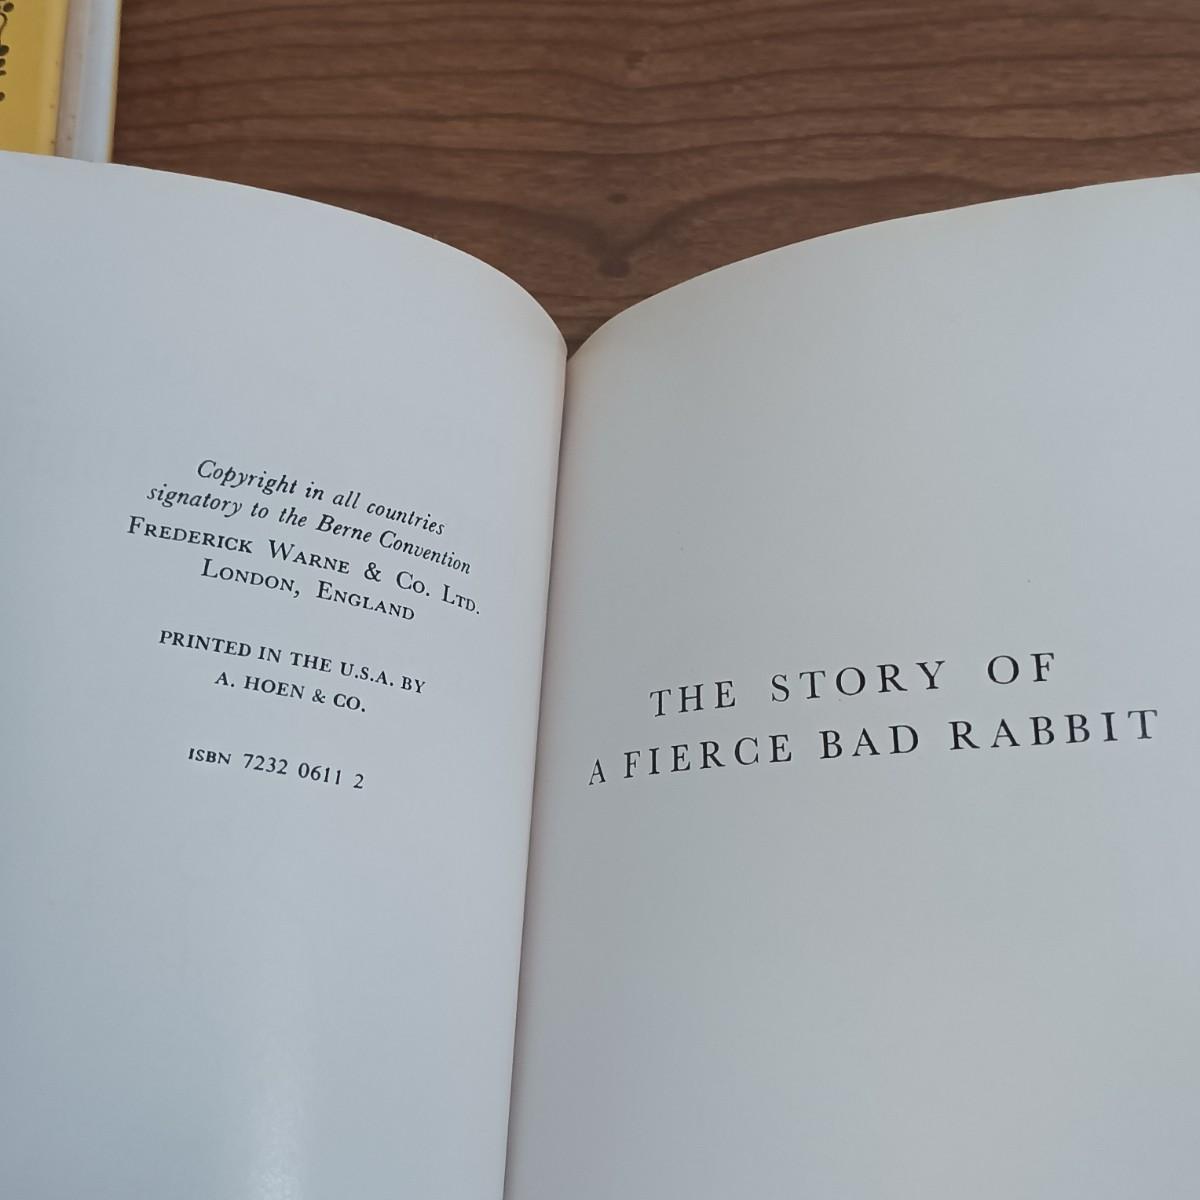 Copyright in all countries
signatory to the Berne Convention
FREDERICK WARNE & CO. LTD.
LONDON, ENGLAND
PRINTED IN THE U.S.A. BY
A. HOEN & CO.
ISBN 7232 0611 2
THE STORY OF
A FIERCE BAD RABBIT